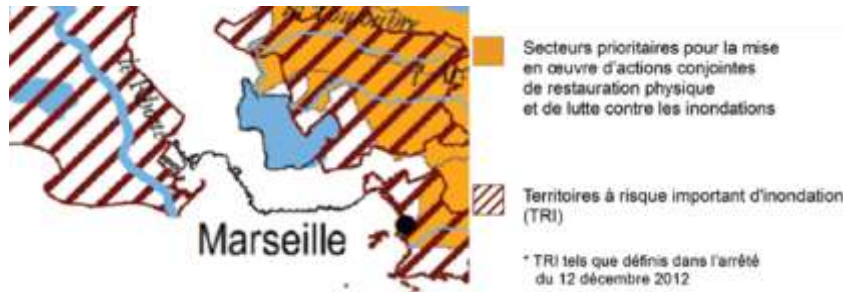 le Rhône
Marseille
Secteurs prioritaires pour la mise
en œuvre d'actions conjointes
de restauration physique
et de lutte contre les inondations
Territoires à risque important d'inondation
(TRI)
* TRI tels que définis dans l'arrêté
du 12 décembre 2012